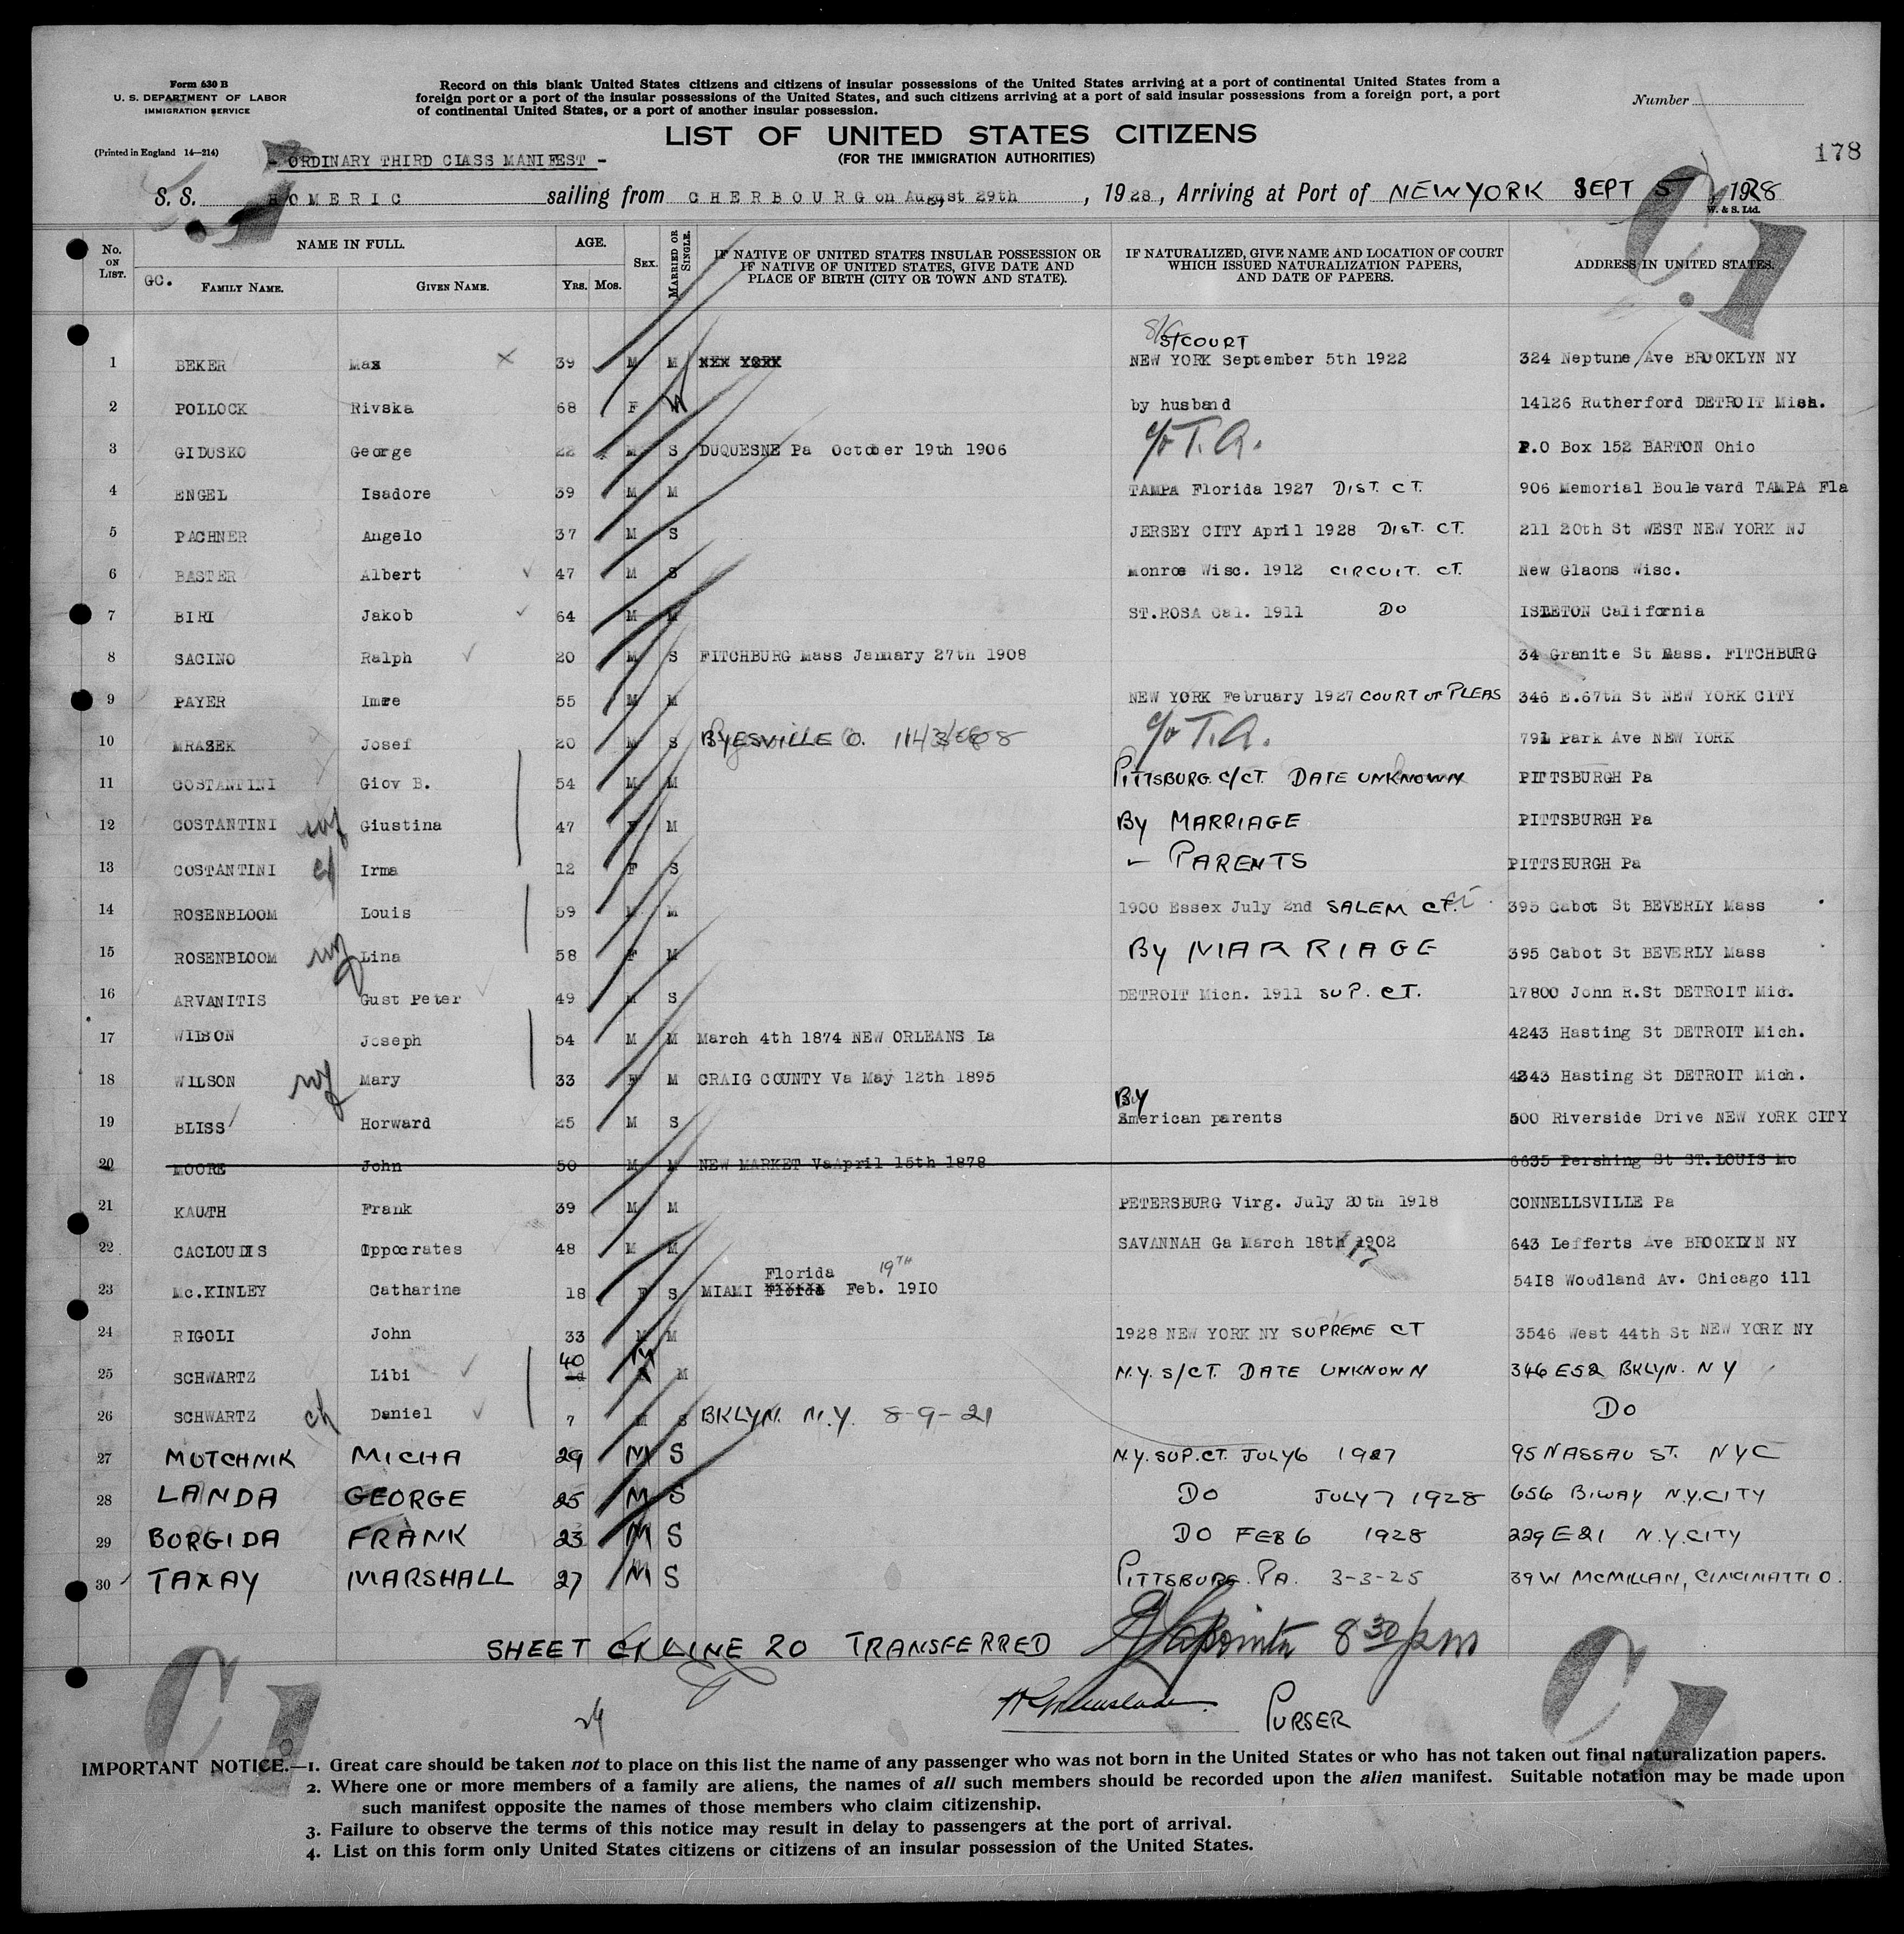 Form 630 B
U. S. DEPARTMENT OF LABOR
IMMIGRATION SERVICE
(Printed in England 14—214)
Record on this blank United States citizens and citizens of insular possessions of the United States arriving at a port of continental United States from a
foreign port or a port of the insular possessions of the United States, and such citizens arriving at a port of said insular possessions from a foreign port, a port
of continental United States, or a port of another insular possession.
Number
LIST OF UNITED STATES CITIZENS
(FOR THE IMMIGRATION AUTHORITIES)
178
- ORDINARY THIRD CLASS MANIFEST -
S. S. HOMERIC sailing from CHERBOURG on August 29th, 1928, Arriving at Port of NEW YORK SEPT 5, 1928
W. & S. Ltd.
No. ON LIST. NAME IN FULL. AGE. SEX. MARRIED OR SINGLE. IF NATIVE OF UNITED STATES INSULAR POSSESSION OR IF NATIVE OF UNITED STATES, GIVE DATE AND PLACE OF BIRTH (CITY OR TOWN AND STATE). IF NATURALIZED, GIVE NAME AND LOCATION OF COURT WHICH ISSUED NATURALIZATION PAPERS, AND DATE OF PAPERS. ADDRESS IN UNITED STATES.
GC. FAMILY NAME. GIVEN NAME. YRS. MOS.
S/COURT
1 BEKER Max X 39 M M NEW YORK NEW YORK September 5th 1922 324 Neptune Ave BROOKLYN NY
2 POLLOCK Rivska 68 F W by husband 14126 Rutherford DETROIT Mich.
3 GIDUSKO George 22 M S DUQUESNE Pa October 19th 1906 c/o T.A. P.O Box 152 BARTON Ohio
4 ENGEL Isadore 39 M M TAMPA Florida 1927 DIST. CT. 906 Memorial Boulevard TAMPA Fla
5 PACHNER Angelo 37 M S JERSEY CITY April 1928 DIST. CT. 211 20th St WEST NEW YORK NJ
6 BASTER Albert 47 M S Monroe Wisc. 1912 CIRCUIT. CT. New Glaons Wisc.
7 BIRI Jakob 64 M M ST.ROSA Cal. 1911 DO ISLETON California
8 SACINO Ralph 20 M S FITCHBURG Mass January 27th 1908 34 Granite St Mass. FITCHBURG
9 PAYER Imre 55 M M NEW YORK February 1927 COURT OF PLEAS 346 E.67th St NEW YORK CITY
10 MRASEK Josef 20 M S BYESVILLE O. c/o T.A. 791 Park Ave NEW YORK
11 COSTANTINI Giov B. 54 M M PITTSBURG C/CT. DATE UNKNOWN PITTSBURGH Pa
12 COSTANTINI wf Giustina 47 F M BY MARRIAGE PITTSBURGH Pa
13 COSTANTINI Irma 12 F S – PARENTS PITTSBURGH Pa
14 ROSENBLOOM Louis 59 M M 1900 Essex July 2nd SALEM CT. 395 Cabot St BEVERLY Mass
15 ROSENBLOOM wf Lina 58 F M BY MARRIAGE 395 Cabot St BEVERLY Mass
16 ARVANITIS Gust Peter 49 M S DETROIT Mich. 1911 SUP. CT. 17800 John R.St DETROIT Mic.
17 WILSON Joseph 54 M M March 4th 1874 NEW ORLEANS La 4243 Hasting St DETROIT Mich.
18 WILSON wf Mary 33 F M CRAIG COUNTY Va May 12th 1895 4243 Hasting St DETROIT Mich.
19 BLISS Horward 25 M S BY American parents 500 Riverside Drive NEW YORK CITY
20 MOORE John 50 M M NEW MARKET Va April 15th 1878 6635 Pershing St ST.LOUIS Mo
21 KAUTH Frank 39 M M PETERSBURG Virg. July 20th 1918 CONNELLSVILLE Pa
22 CACLOUDIS Ippocrates 48 M M SAVANNAH Ga March 18th 1902 643 Lefferts Ave BROOKLYN NY
Florida 19TH
23 Mc.KINLEY Catharine 18 F S MIAMI Feb. 1910 5418 Woodland Av. Chicago ill
24 RIGOLI John 33 M M 1928 NEW YORK NY SUPREME CT 3546 West 44th St NEW YORK NY
25 SCHWARTZ Libi 40 M M N.Y. S/CT. DATE UNKNOWN 346 E52 BKLYN. N Y
26 SCHWARTZ ch Daniel 7 M S BKLYN. N.Y. 8-9-21 DO
27 MUTCHNIK MICHA 29 M S N.Y. SUP.CT. JULY 6 1927 95 NASSAU ST. NYC
28 LANDA GEORGE 25 M S DO JULY 7 1928 656 B'WAY N.Y.CITY
29 BORGIDA FRANK 23 M S DO FEB 6 1928 229 E21 N.Y.CITY
30 TAXAY MARSHALL 27 M S PITTSBURG. PA. 3-3-25 39 W MCMILLAN, CINCINATTI O.
SHEET LINE 20 TRANSFERRED 8 30 pm
PURSER
IMPORTANT NOTICE.—1. Great care should be taken not to place on this list the name of any passenger who was not born in the United States or who has not taken out final naturalization papers.
2. Where one or more members of a family are aliens, the names of all such members should be recorded upon the alien manifest. Suitable notation may be made upon
such manifest opposite the names of those members who claim citizenship.
3. Failure to observe the terms of this notice may result in delay to passengers at the port of arrival.
4. List on this form only United States citizens or citizens of an insular possession of the United States.